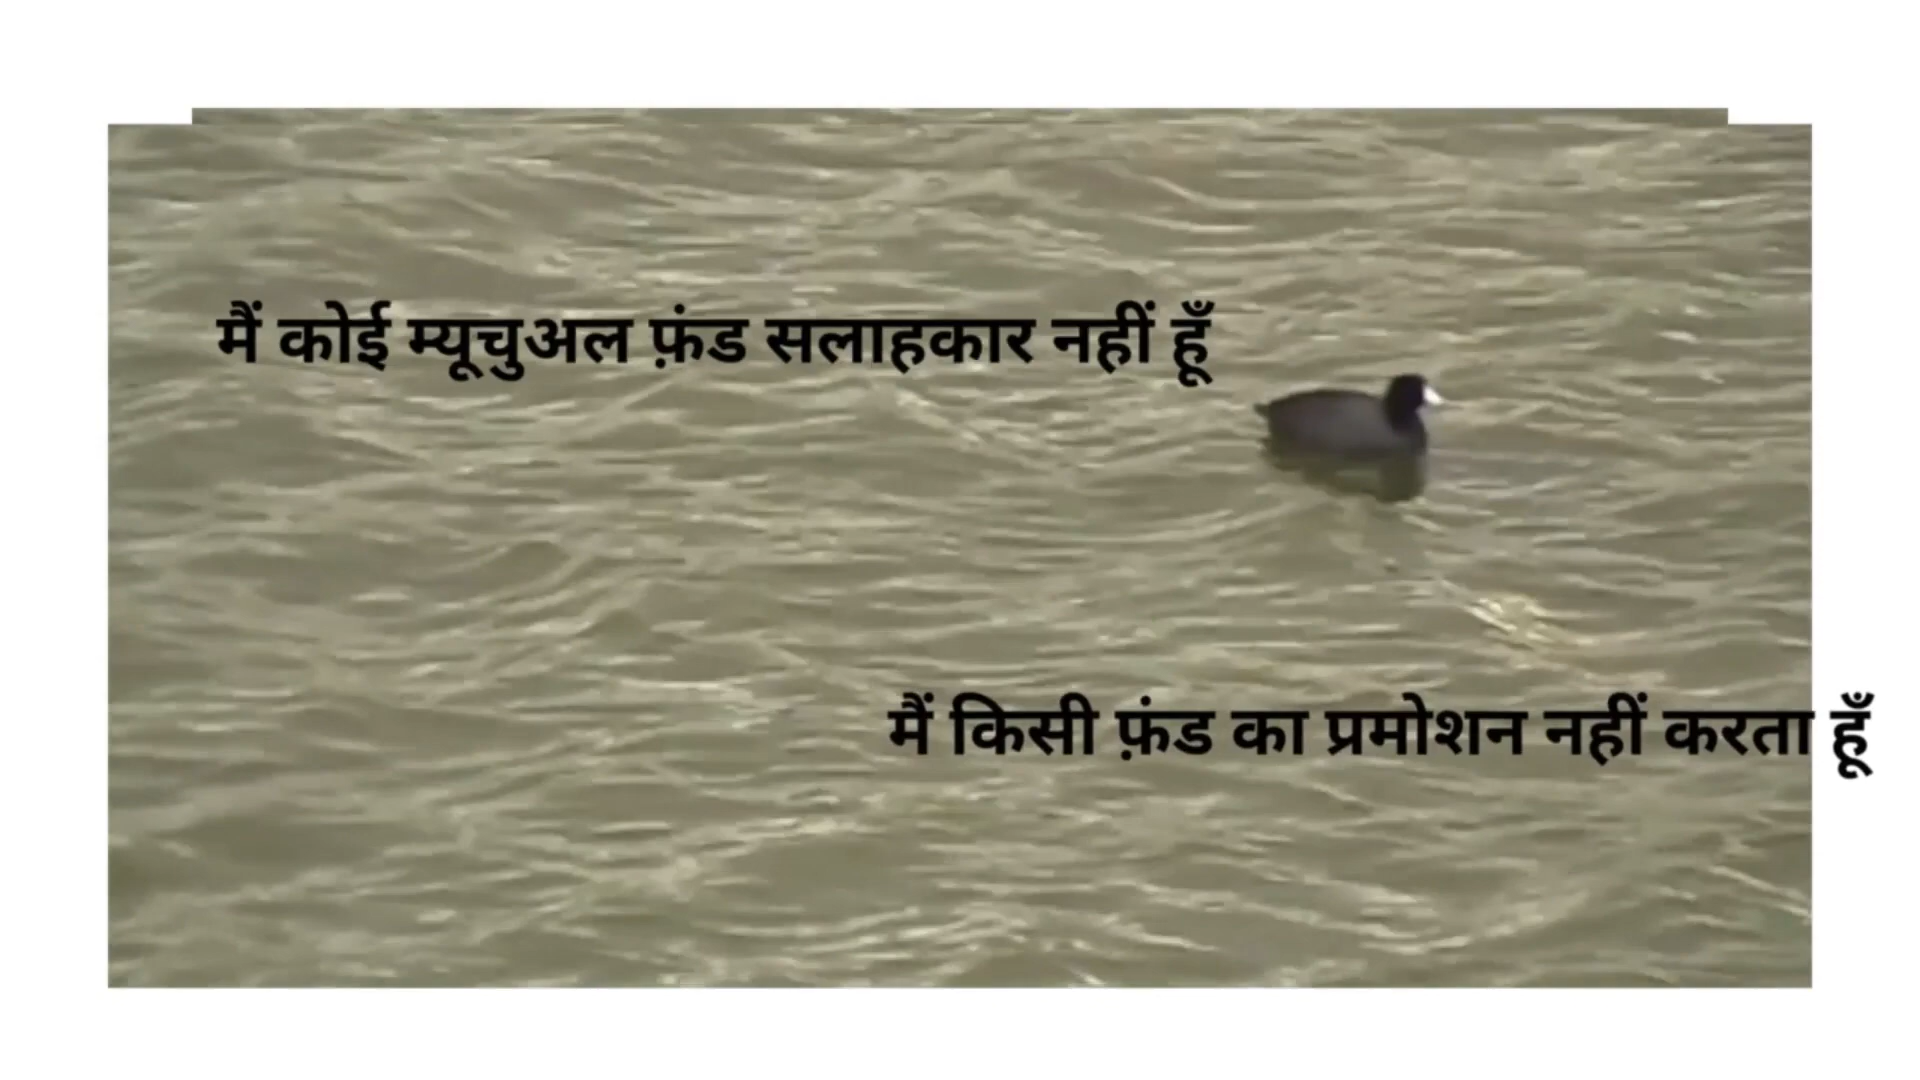 मैं कोई म्यूचुअल फ़ंड सलाहकार नहीं हूँ
मैं किसी फ़ंड का प्रमोशन नहीं करता हूँ